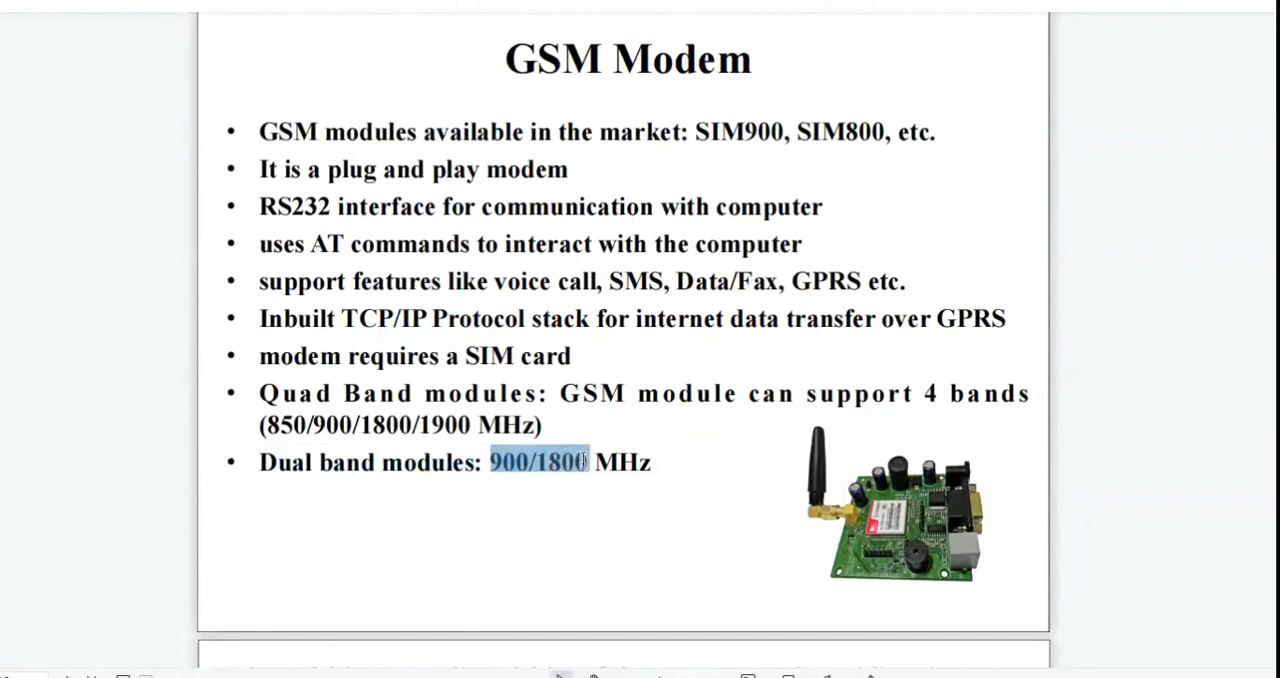 GSM Modem
• GSM modules available in the market: SIM900, SIM800, etc.
• It is a plug and play modem
• RS232 interface for communication with computer
• uses AT commands to interact with the computer
• support features like voice call, SMS, Data/Fax, GPRS etc.
• Inbuilt TCP/IP Protocol stack for internet data transfer over GPRS
• modem requires a SIM card
• Quad Band modules: GSM module can support 4 bands
(850/900/1800/1900 MHz)
• Dual band modules: 900/1800 MHz